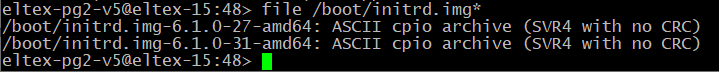 eltex-pg2-v5@eltex-15:48> file /boot/initrd.img*
/boot/initrd.img-6.1.0-27-amd64: ASCII cpio archive (SVR4 with no CRC)
/boot/initrd.img-6.1.0-31-amd64: ASCII cpio archive (SVR4 with no CRC)
eltex-pg2-v5@eltex-15:48>